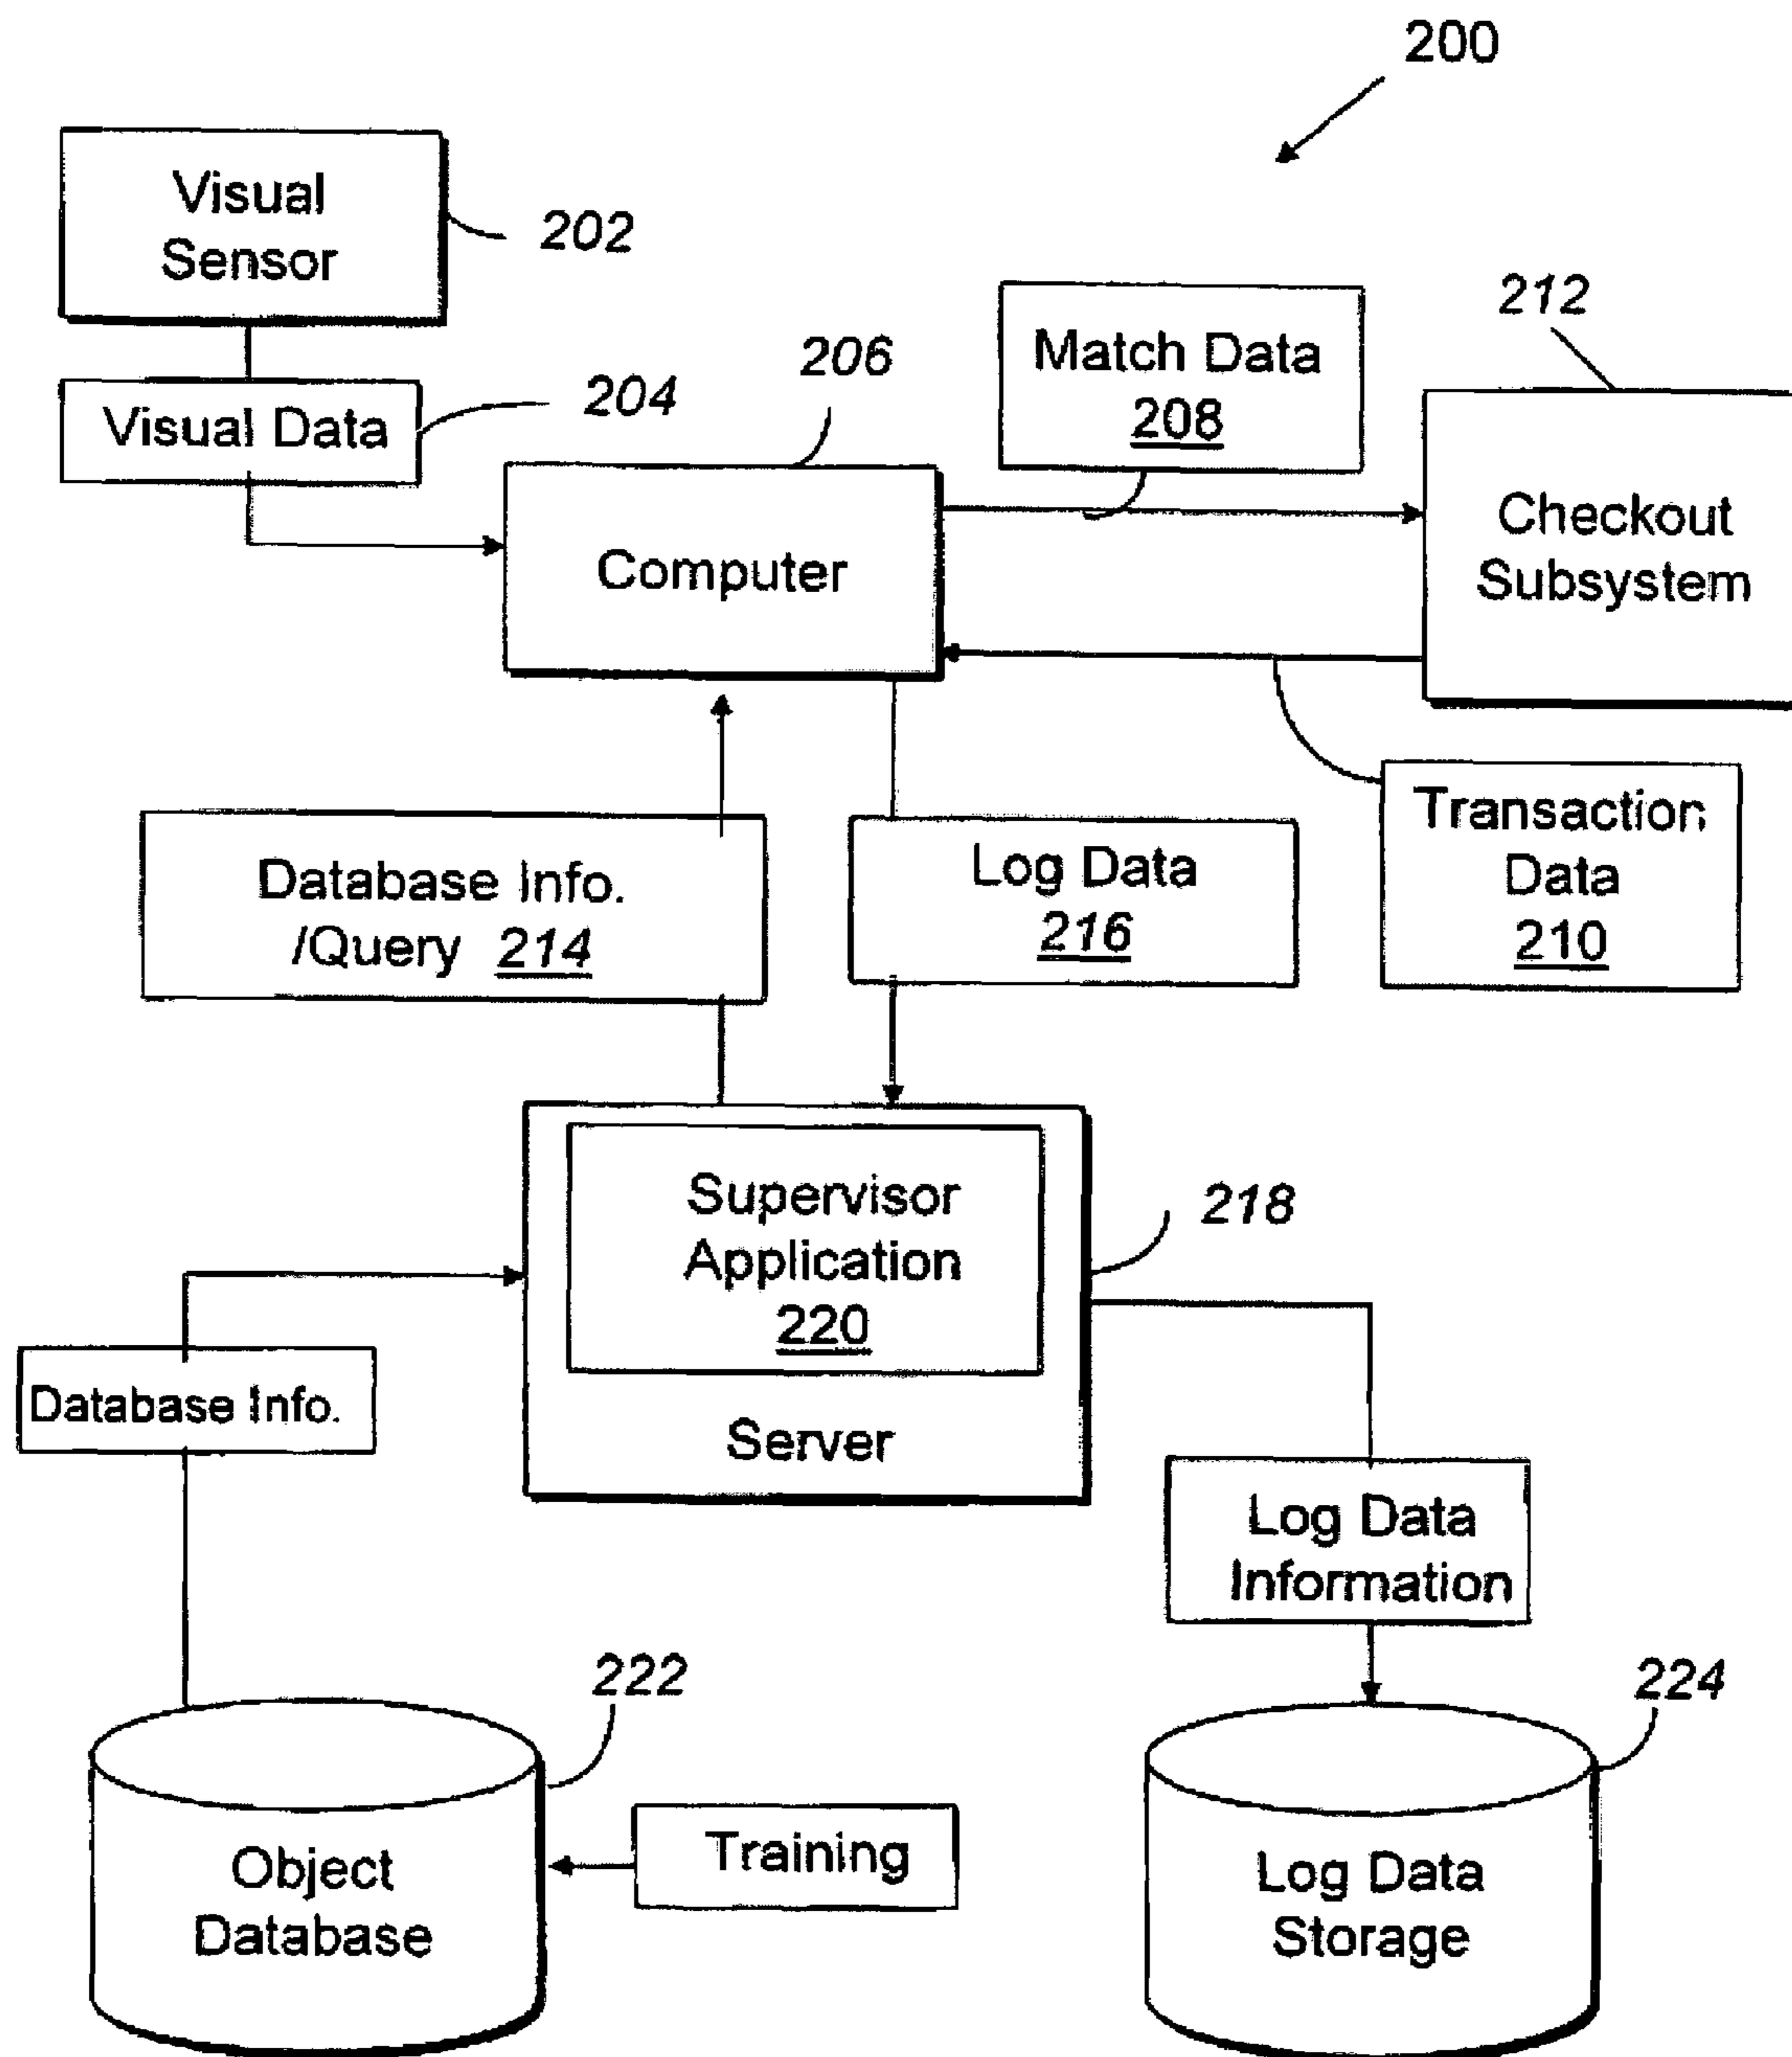 200
Visual
Sensor
202
Visual Data
204
206
Match Data
208
212
Computer
Checkout
Subsystem
Database Info.
/Query 214
Log Data
216
Transaction
Data
210
Supervisor
Application
220
218
Server
Database Info.
Log Data
Information
222
224
Object
Database
Training
Log Data
Storage